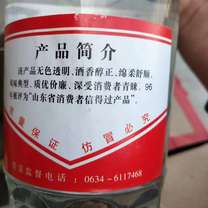 产品简介
该产品无色透明、酒香醇正、绵柔舒顺，
典型、质优价廉、深受消费者青睐。96
年被评为“山东省消费者信得过产品”。
质量保证 仿冒必究
监督电话：0634-6117468